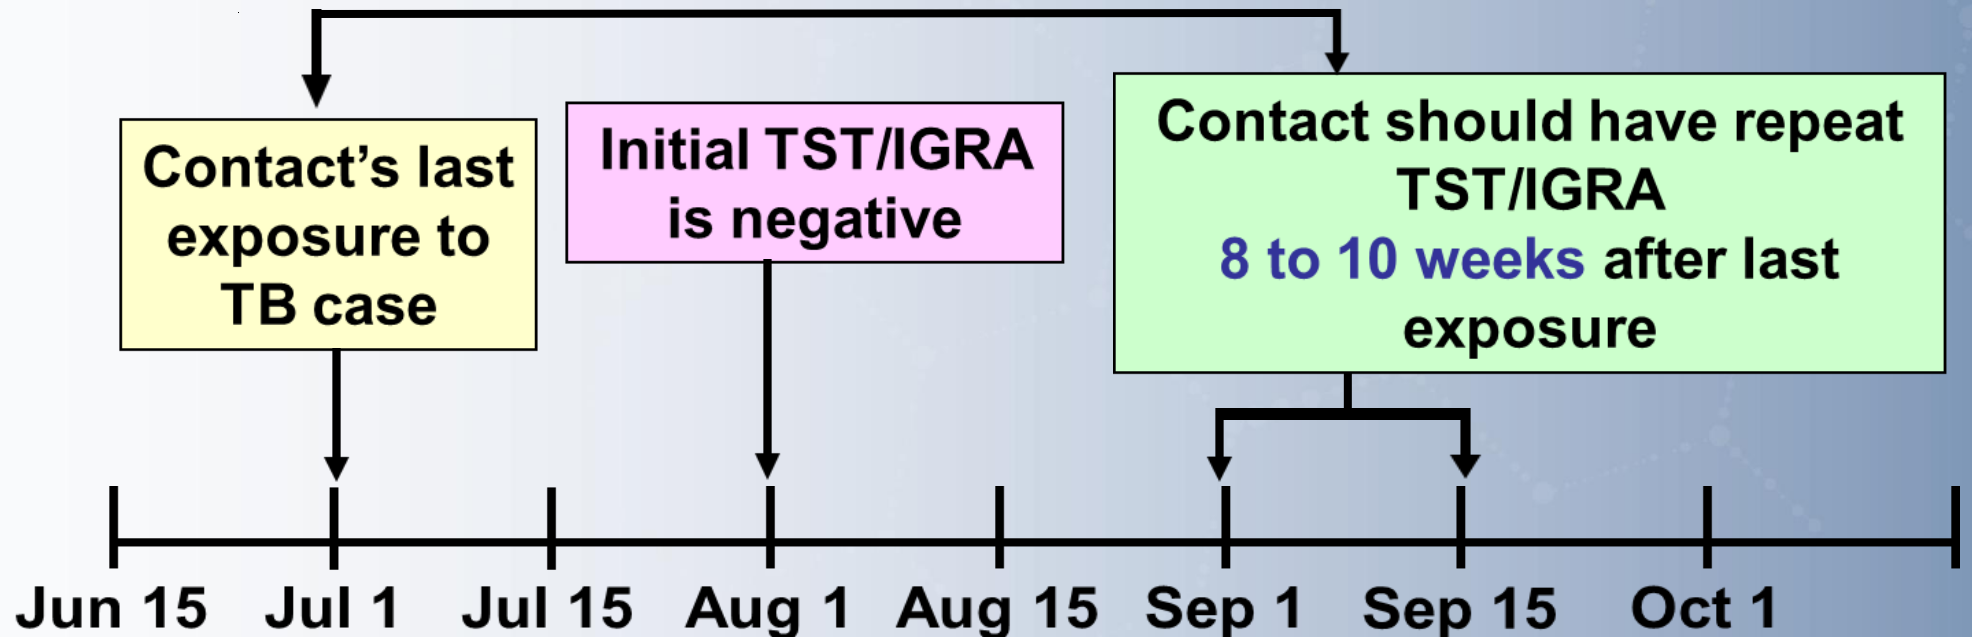 Contact’s last
exposure to
TB case
Initial TST/IGRA
is negative
Contact should have repeat
TST/IGRA
8 to 10 weeks after last
exposure
Jun 15 Jul 1 Jul 15 Aug 1 Aug 15 Sep 1 Sep 15 Oct 1